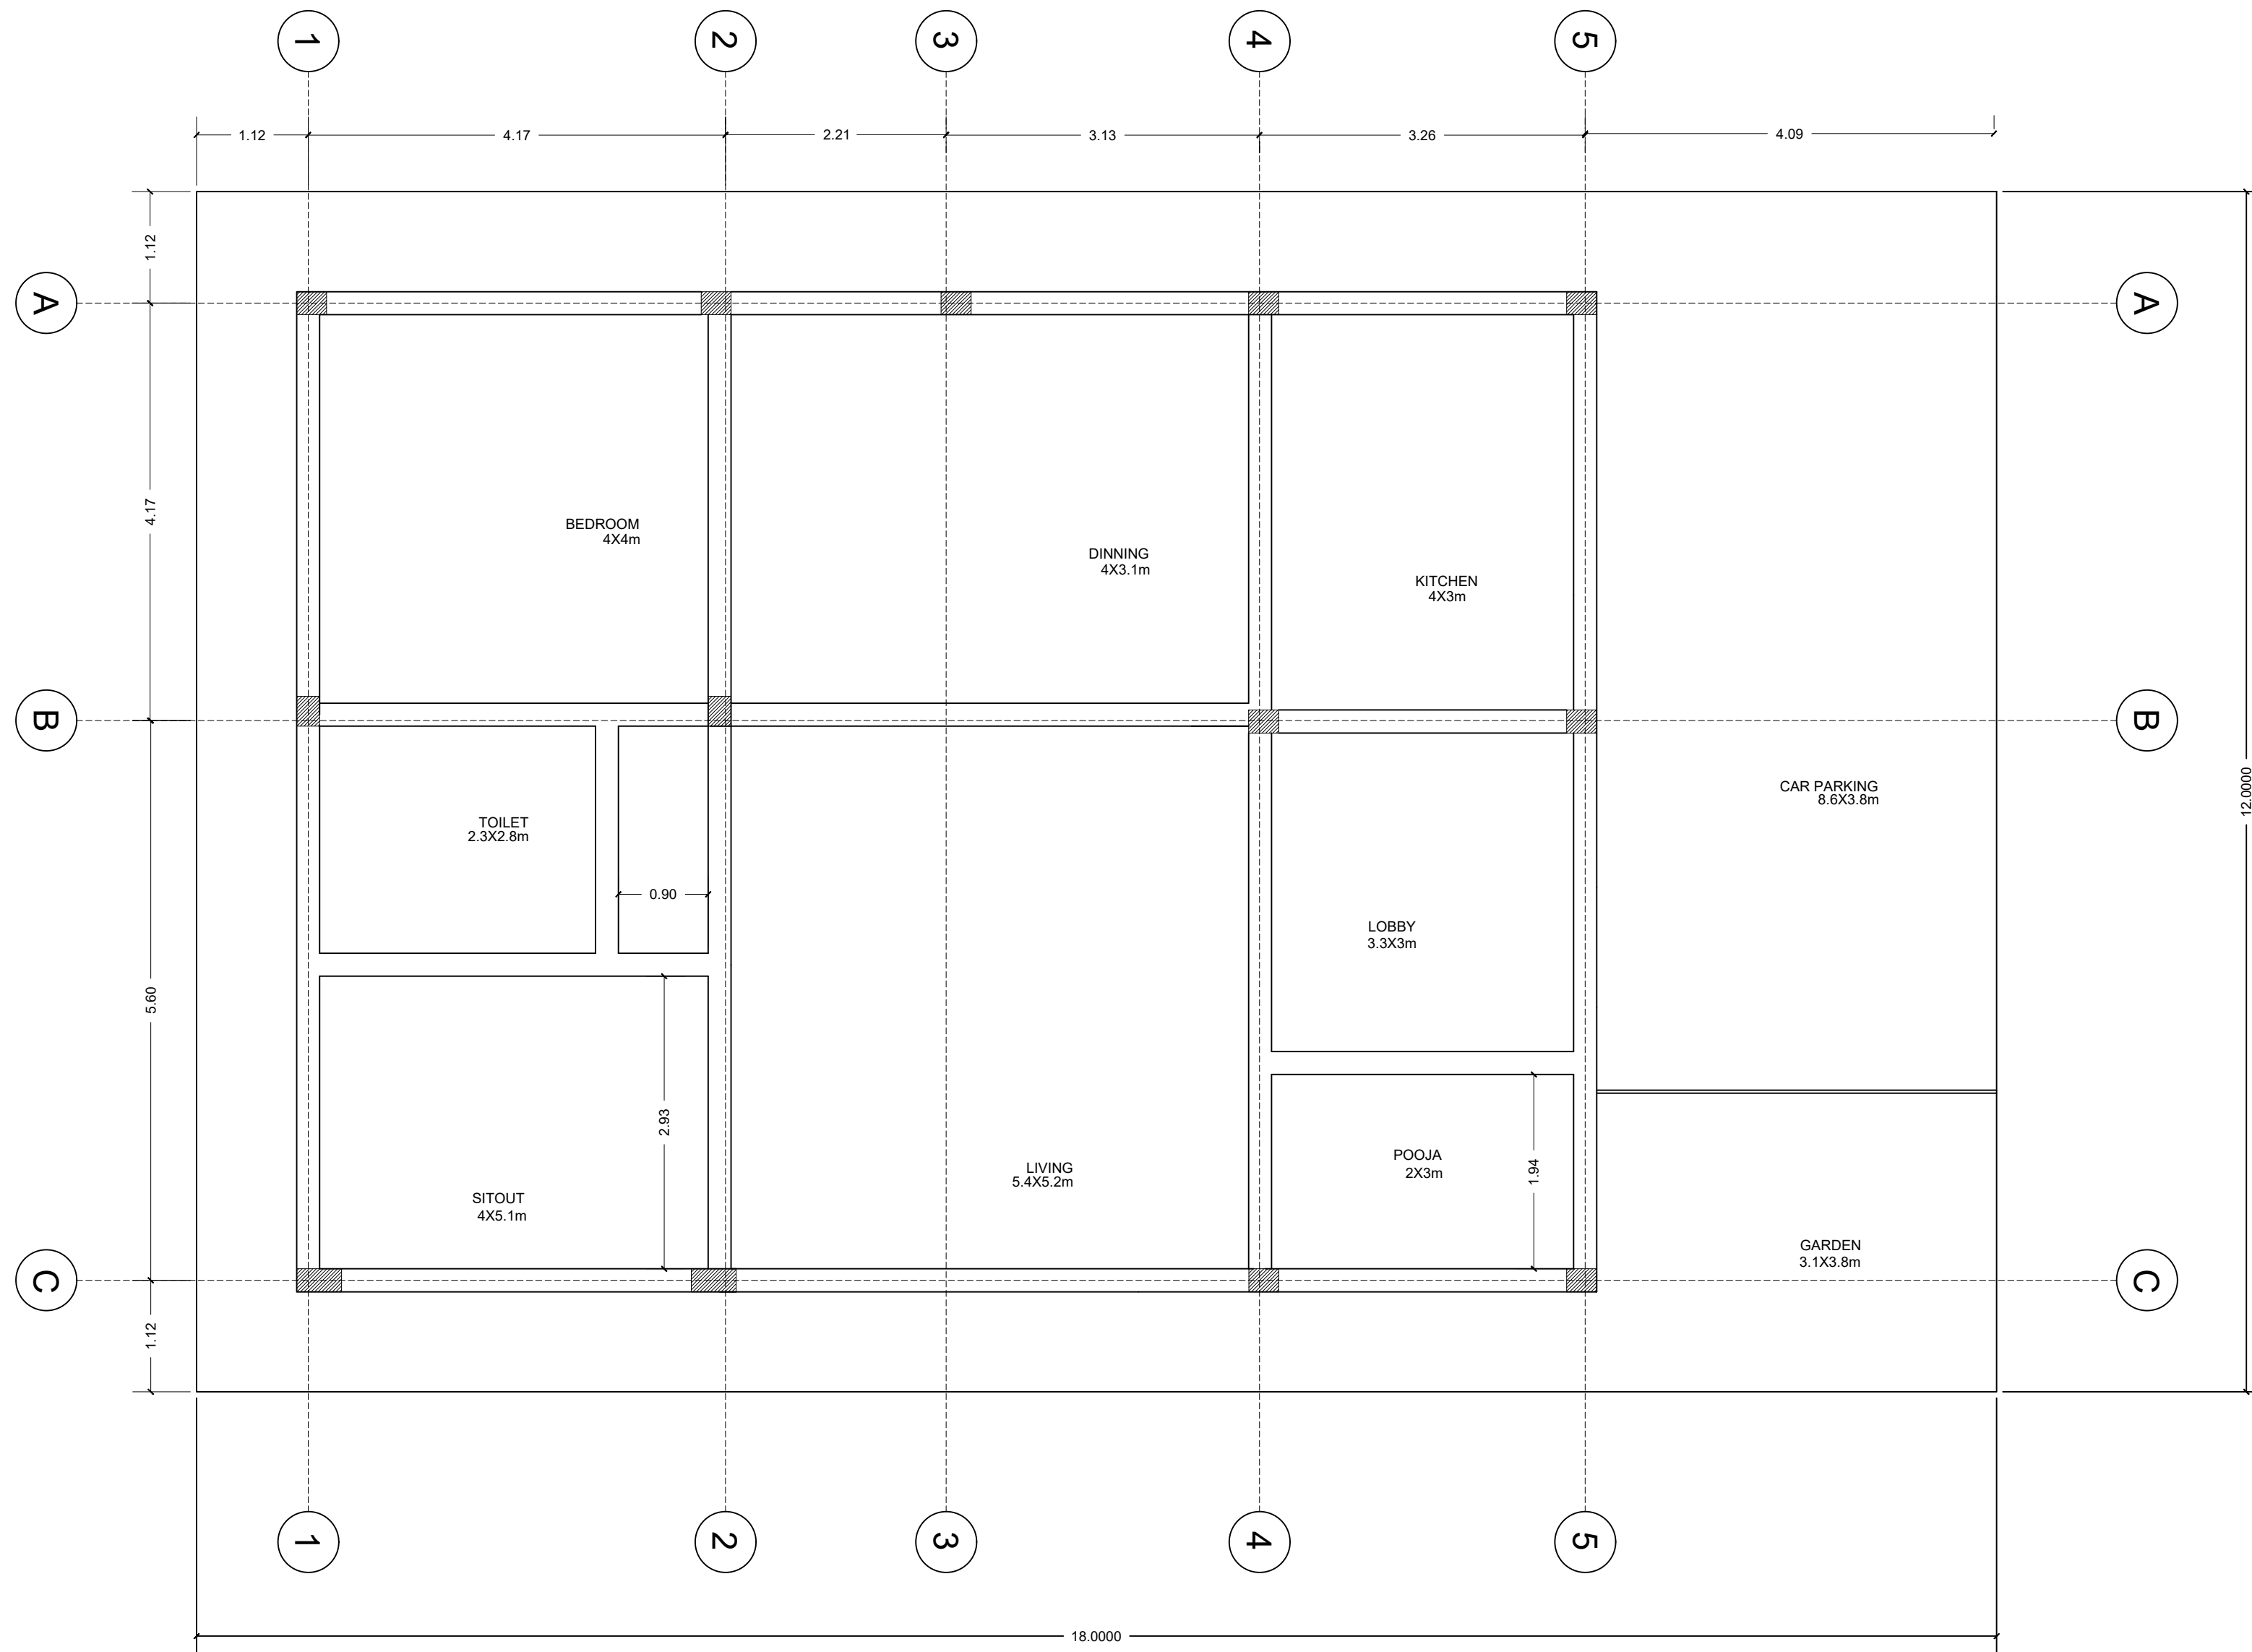 1 2 3 4 5
1.12 4.17 2.21 3.13 3.26 4.09
1.12
A A
4.17
BEDROOM
4X4m
DINNING
4X3.1m
KITCHEN
4X3m
B B
CAR PARKING
8.6X3.8m
12.0000
TOILET
2.3X2.8m
0.90
LOBBY
3.3X3m
5.60
2.93
LIVING
5.4X5.2m
POOJA
2X3m
1.94
SITOUT
4X5.1m
GARDEN
3.1X3.8m
C C
1.12
1 2 3 4 5
18.0000